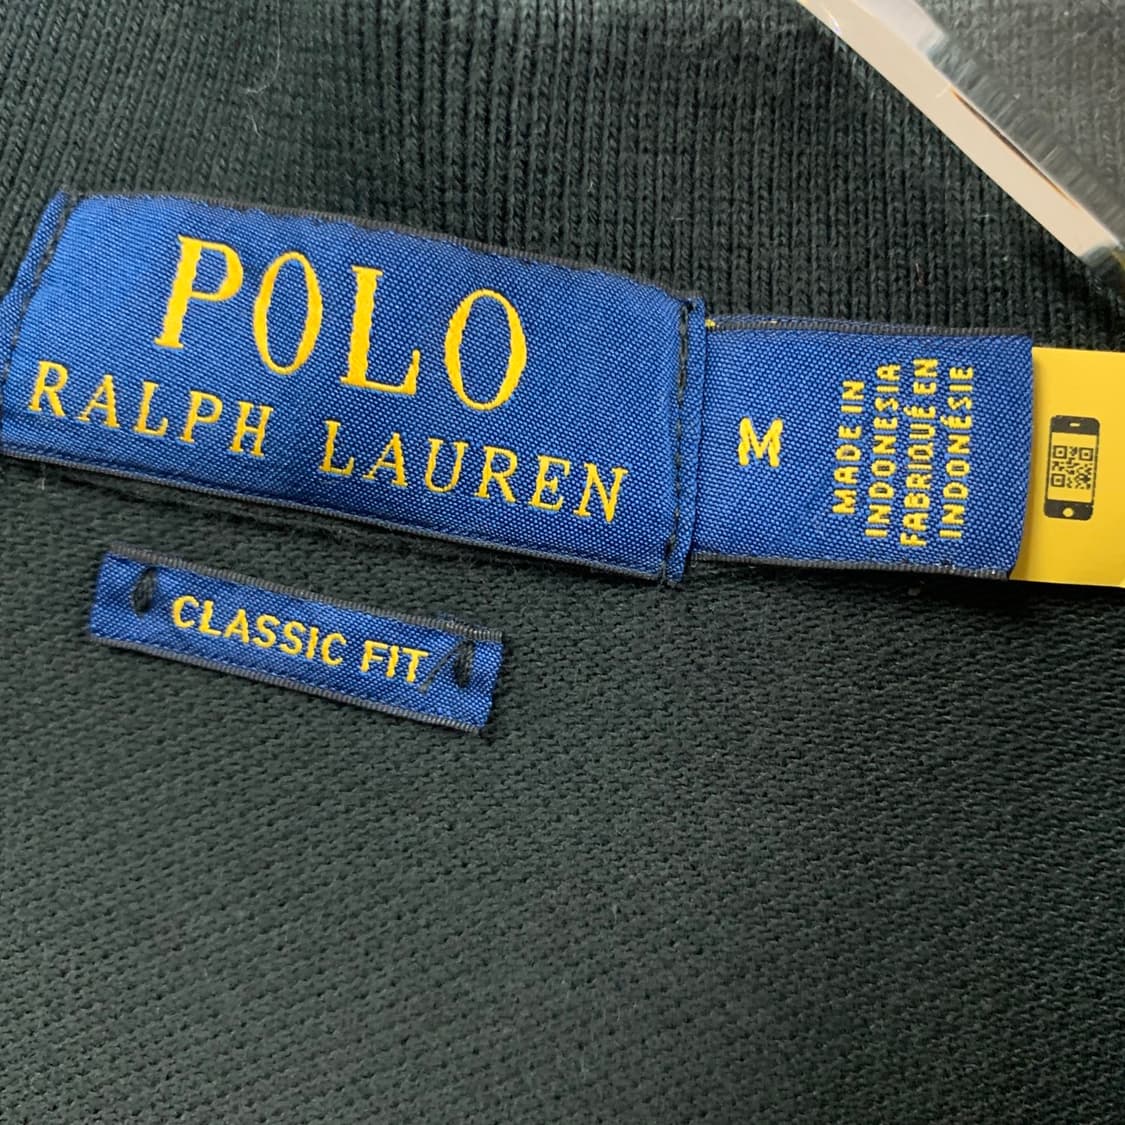 POLO
RALPH LAUREN
M
MADE IN
INDONESIA
FABRIQUÉ EN
INDONÉSIE
CLASSIC FIT